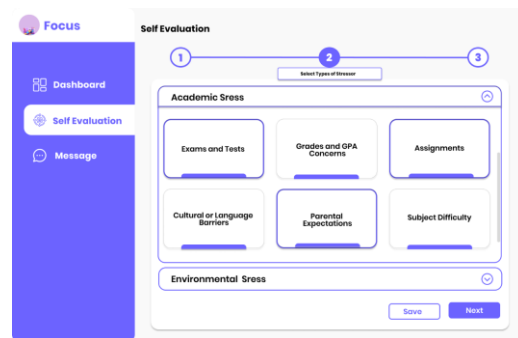 Focus
Self Evaluation
1
2
3
Select Types of Stressor
Dashboard
Self Evaluation
Message
Academic Sress
Exams and Tests
Grades and GPA
Concerns
Assignments
Cultural or Language
Barriers
Parental
Expectations
Subject Difficulty
Environmental Sress
Save
Next